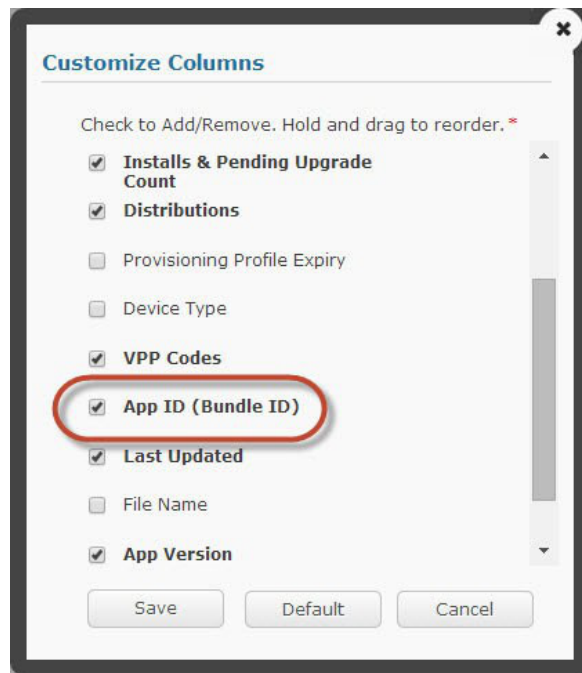 Customize Columns
Check to Add/Remove. Hold and drag to reorder.*
Installs & Pending Upgrade
Count
Distributions
Provisioning Profile Expiry
Device Type
VPP Codes
App ID (Bundle ID)
Last Updated
File Name
App Version
Save Default Cancel